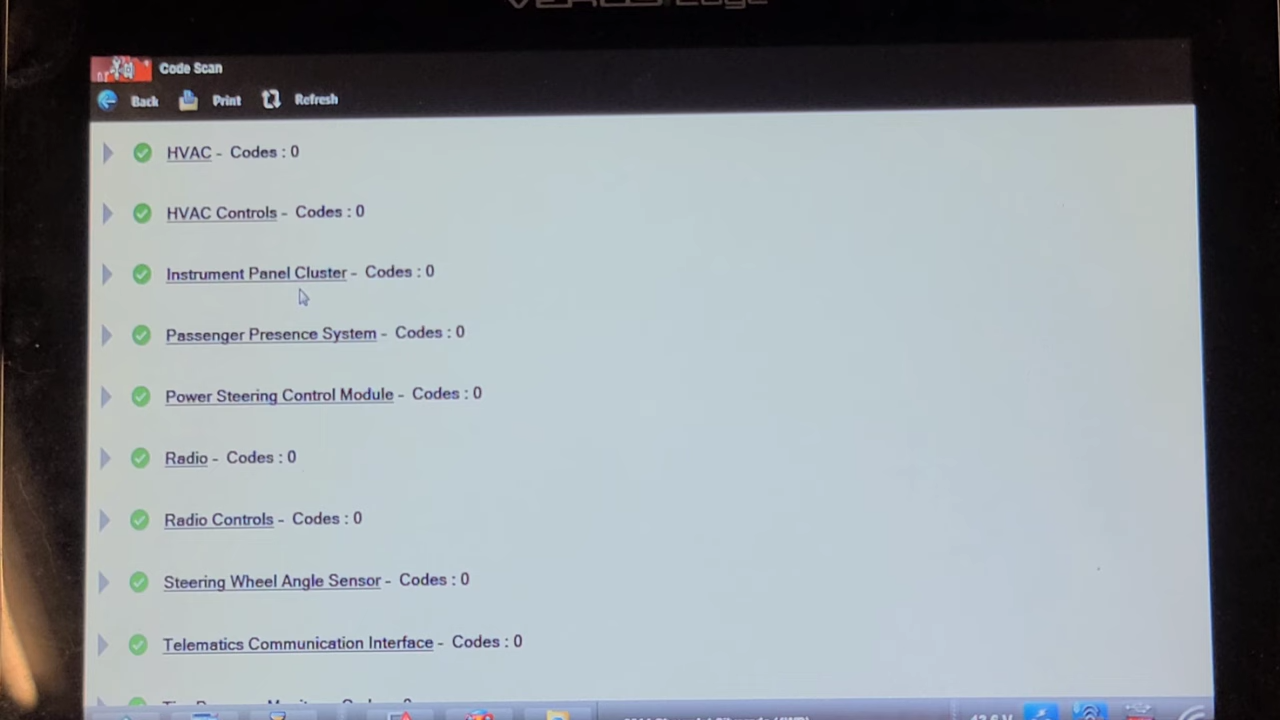 VERUS Edge
Code Scan
Back Print Refresh
HVAC - Codes : 0
HVAC Controls - Codes : 0
Instrument Panel Cluster - Codes : 0
Passenger Presence System - Codes : 0
Power Steering Control Module - Codes : 0
Radio - Codes : 0
Radio Controls - Codes : 0
Steering Wheel Angle Sensor - Codes : 0
Telematics Communication Interface - Codes : 0